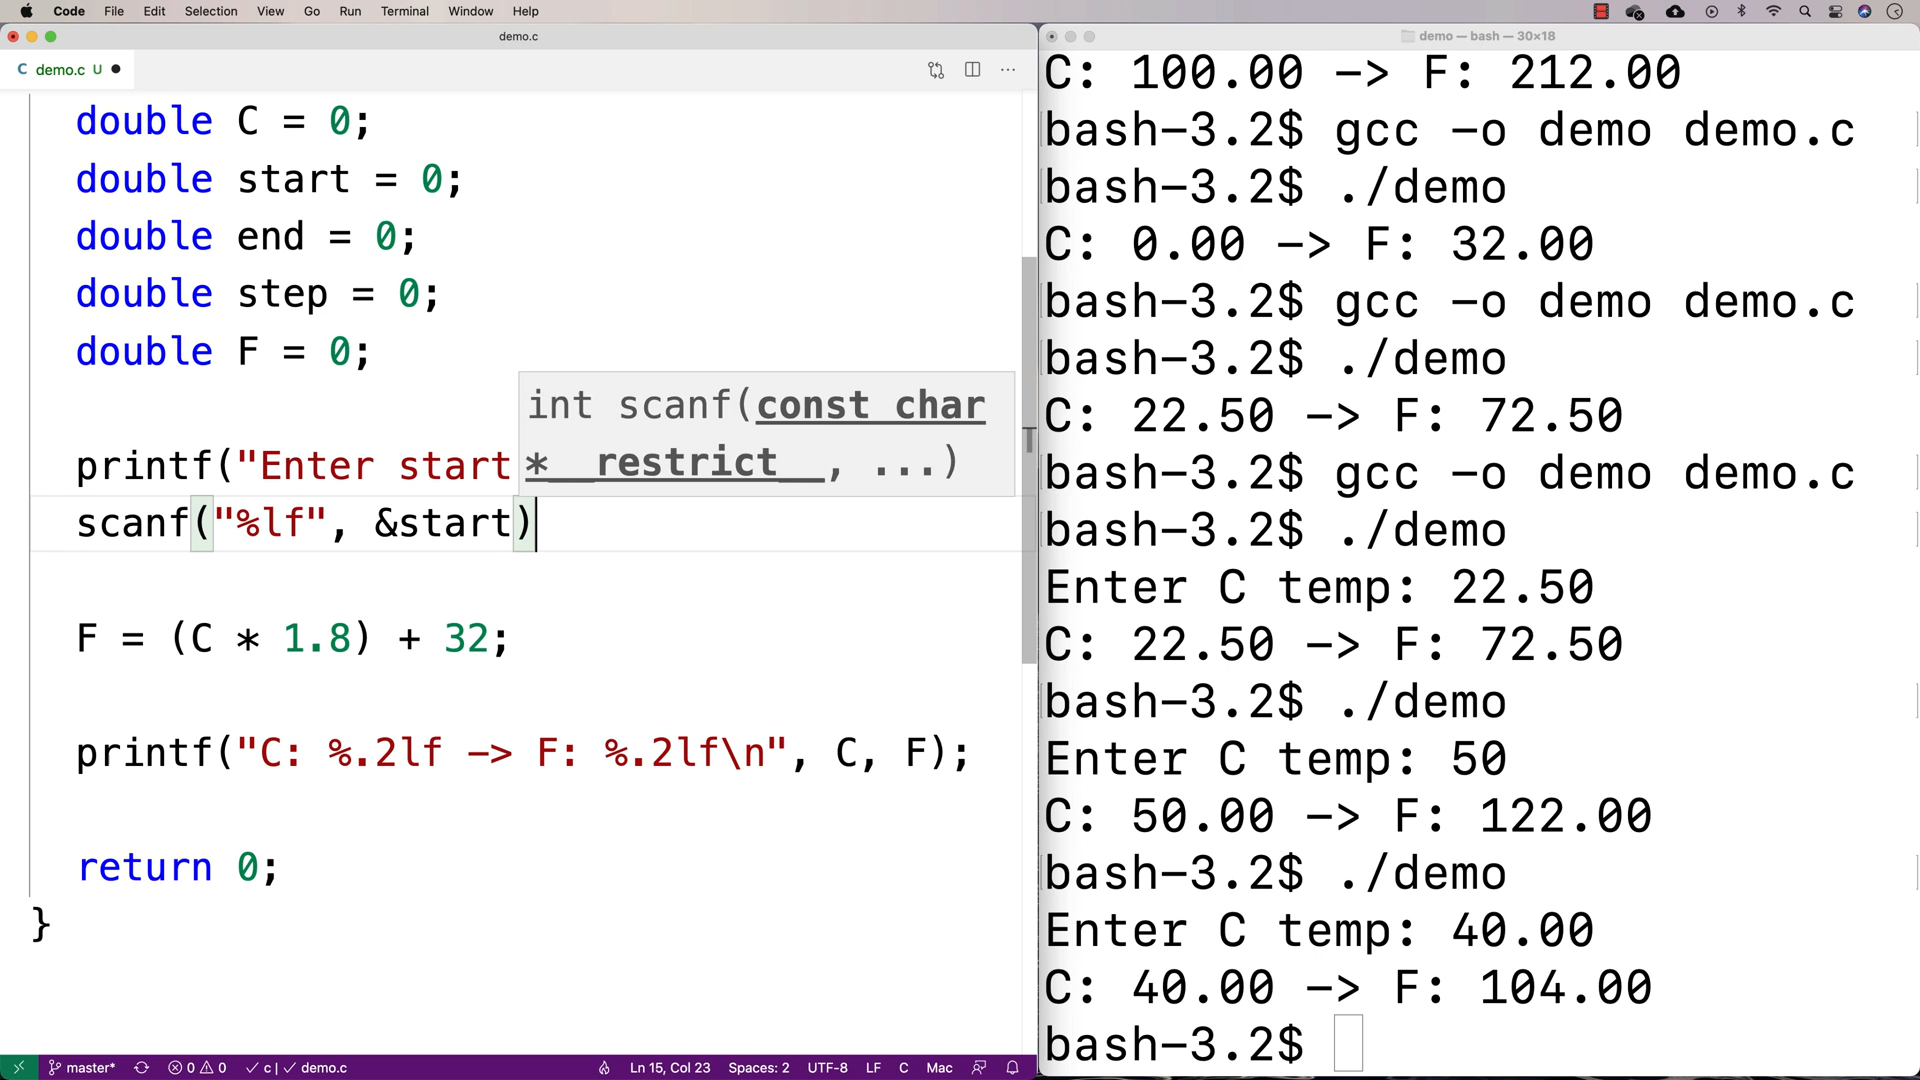 Code File Edit Selection View Go Run Terminal Window Help
demo.c
C demo.c U
double C = 0;
double start = 0;
double end = 0;
double step = 0;
double F = 0;
int scanf(const char
*__restrict__, ...)
printf("Enter start
scanf("%lf", &start)
F = (C * 1.8) + 32;
printf("C: %.2lf -> F: %.2lf\n", C, F);
return 0;
}
master* 0 0 c | demo.c Ln 15, Col 23 Spaces: 2 UTF-8 LF C Mac
demo — bash — 30×18
C: 100.00 -> F: 212.00
bash-3.2$ gcc -o demo demo.c
bash-3.2$ ./demo
C: 0.00 -> F: 32.00
bash-3.2$ gcc -o demo demo.c
bash-3.2$ ./demo
C: 22.50 -> F: 72.50
bash-3.2$ gcc -o demo demo.c
bash-3.2$ ./demo
Enter C temp: 22.50
C: 22.50 -> F: 72.50
bash-3.2$ ./demo
Enter C temp: 50
C: 50.00 -> F: 122.00
bash-3.2$ ./demo
Enter C temp: 40.00
C: 40.00 -> F: 104.00
bash-3.2$